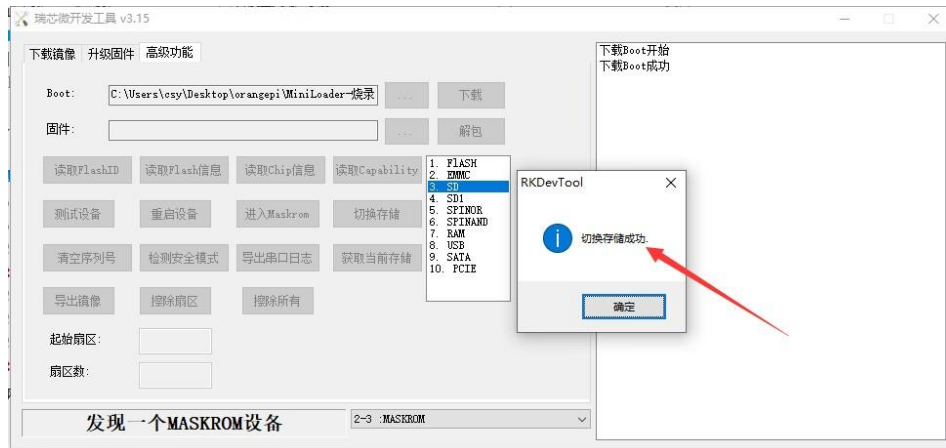 瑞芯微开发工具 v3.15
下载镜像 升级固件 高级功能
Boot: C:\Users\csy\Desktop\orangepi\MiniLoader-烧录 ... 下载
固件: ... 解包
读取FlashID 读取Flash信息 读取Chip信息 读取Capability
测试设备 重启设备 进入Maskrom 切换存储
清空序列号 检测安全模式 导出串口日志 获取当前存储
导出镜像 擦除扇区 擦除所有
起始扇区:
扇区数:
1. FlASH
2. EMMC
3. SD
4. SD1
5. SPINOR
6. SPINAND
7. RAM
8. USB
9. SATA
10. PCIE
发现一个MASKROM设备
2-3 :MASKROM
下载Boot开始
下载Boot成功
RKDevTool
切换存储成功.
确定